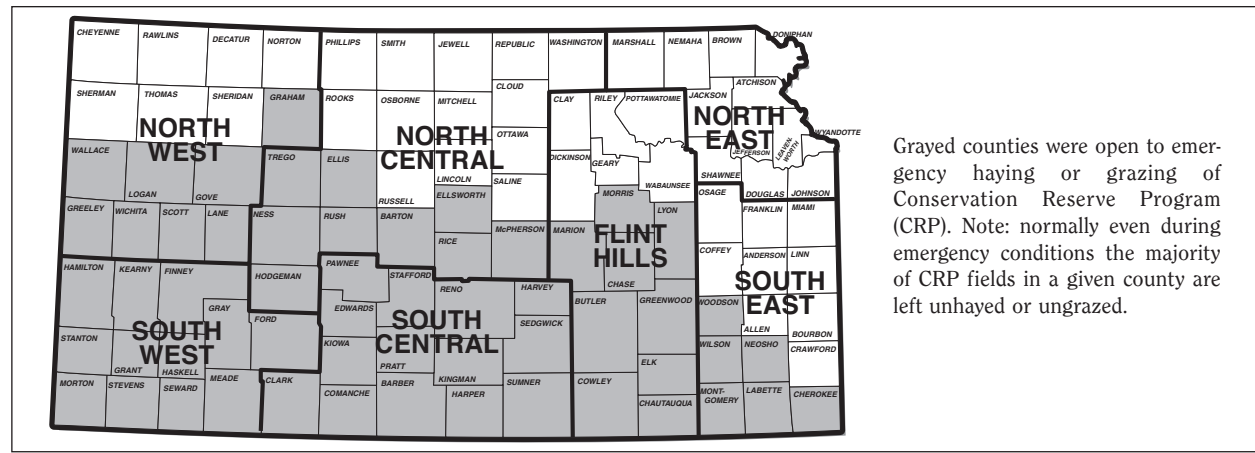 CHEYENNE RAWLINS DECATUR NORTON PHILLIPS SMITH JEWELL REPUBLIC WASHINGTON MARSHALL NEMAHA BROWN DONIPHAN
ATCHISON
CLOUD
SHERMAN THOMAS SHERIDAN GRAHAM ROOKS OSBORNE MITCHELL CLAY RILEY POTTAWATOMIE JACKSON
NORTH
WEST
NORTH
CENTRAL
NORTH
EAST
OTTAWA
WYANDOTTE
JEFFERSON
LEAVEN-
WORTH
WALLACE TREGO ELLIS DICKINSON GEARY
SHAWNEE
LINCOLN SALINE WABAUNSEE
LOGAN GOVE RUSSELL ELLSWORTH MORRIS OSAGE DOUGLAS JOHNSON
GREELEY WICHITA SCOTT LANE NESS RUSH BARTON LYON FRANKLIN MIAMI
McPHERSON MARION
FLINT
HILLS
RICE
COFFEY ANDERSON LINN
HAMILTON KEARNY FINNEY HODGEMAN PAWNEE STAFFORD
RENO HARVEY CHASE
SOUTH
EAST
GRAY EDWARDS BUTLER GREENWOOD WOODSON
FORD
SOUTH
WEST
SOUTH
CENTRAL
SEDGWICK
ALLEN BOURBON
STANTON KIOWA WILSON NEOSHO CRAWFORD
GRANT HASKELL PRATT ELK
MORTON STEVENS SEWARD MEADE CLARK BARBER KINGMAN SUMNER COWLEY
COMANCHE HARPER CHAUTAUQUA
MONT-
GOMERY
LABETTE CHEROKEE
Grayed counties were open to emer-
gency haying or grazing of
Conservation Reserve Program
(CRP). Note: normally even during
emergency conditions the majority
of CRP fields in a given county are
left unhayed or ungrazed.